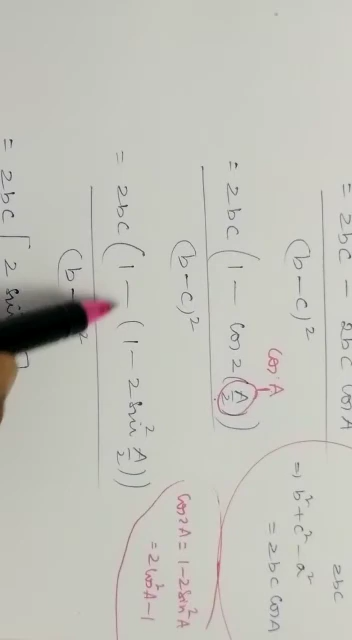 = 2bc - 2bc cos A
(b-c)²
= 2bc (1 - cos 2(A/2))
(b-c)²
cos A
= 2bc (1 - (1 - 2 sin² A/2))
(b-
= 2bc [2 sin
2bc
⇒ b² + c² - a²
= 2bc cos A
cos 2A = 1 - 2 sin² A
= 2 cos² A - 1